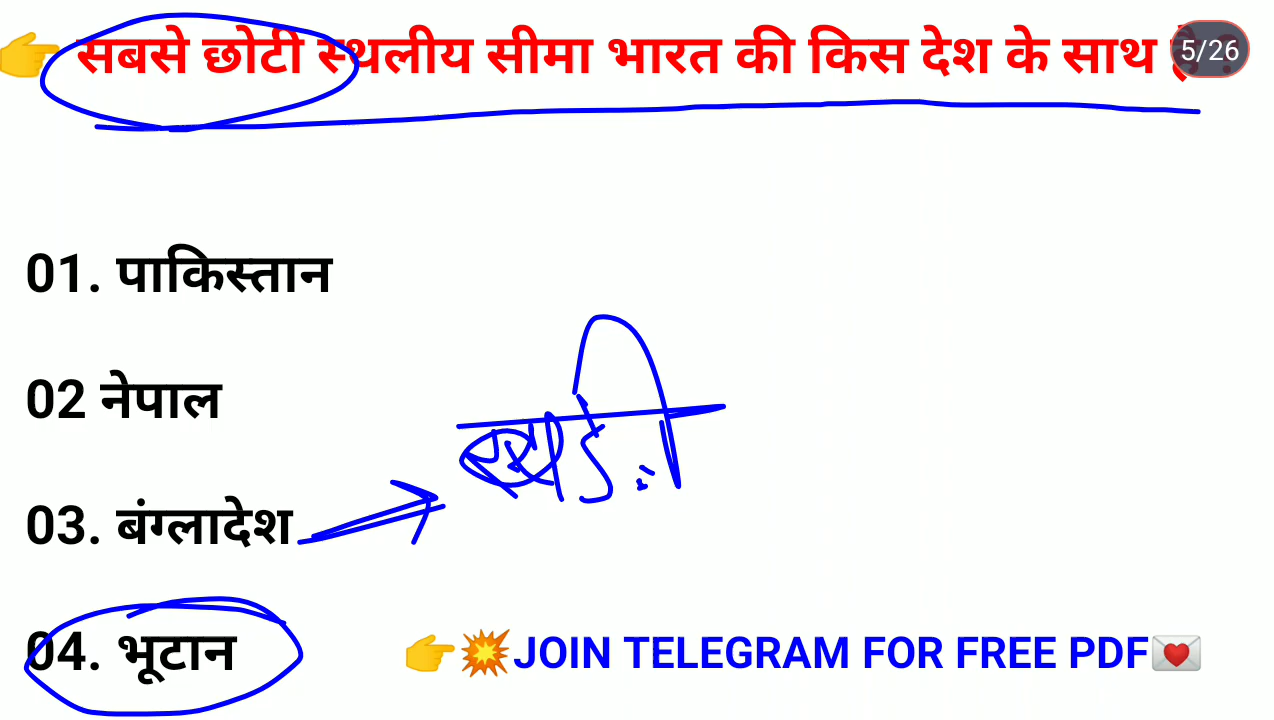 👉 सबसे छोटी स्थलीय सीमा भारत की किस देश के साथ
5/26
01. पाकिस्तान
02 नेपाल
03. बंग्लादेश
04. भूटान
👉💥JOIN TELEGRAM FOR FREE PDF💌